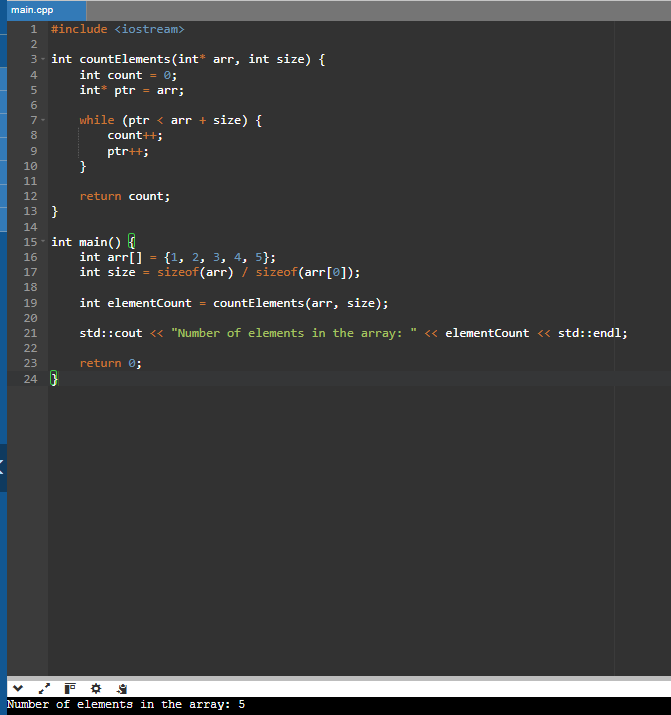 main.cpp
1 #include <iostream>
2
3 int countElements(int* arr, int size) {
4     int count = 0;
5     int* ptr = arr;
6
7     while (ptr < arr + size) {
8         count++;
9         ptr++;
10     }
11
12     return count;
13 }
14
15 int main() {
16     int arr[] = {1, 2, 3, 4, 5};
17     int size = sizeof(arr) / sizeof(arr[0]);
18
19     int elementCount = countElements(arr, size);
20
21     std::cout << "Number of elements in the array: " << elementCount << std::endl;
22
23     return 0;
24 }
Number of elements in the array: 5